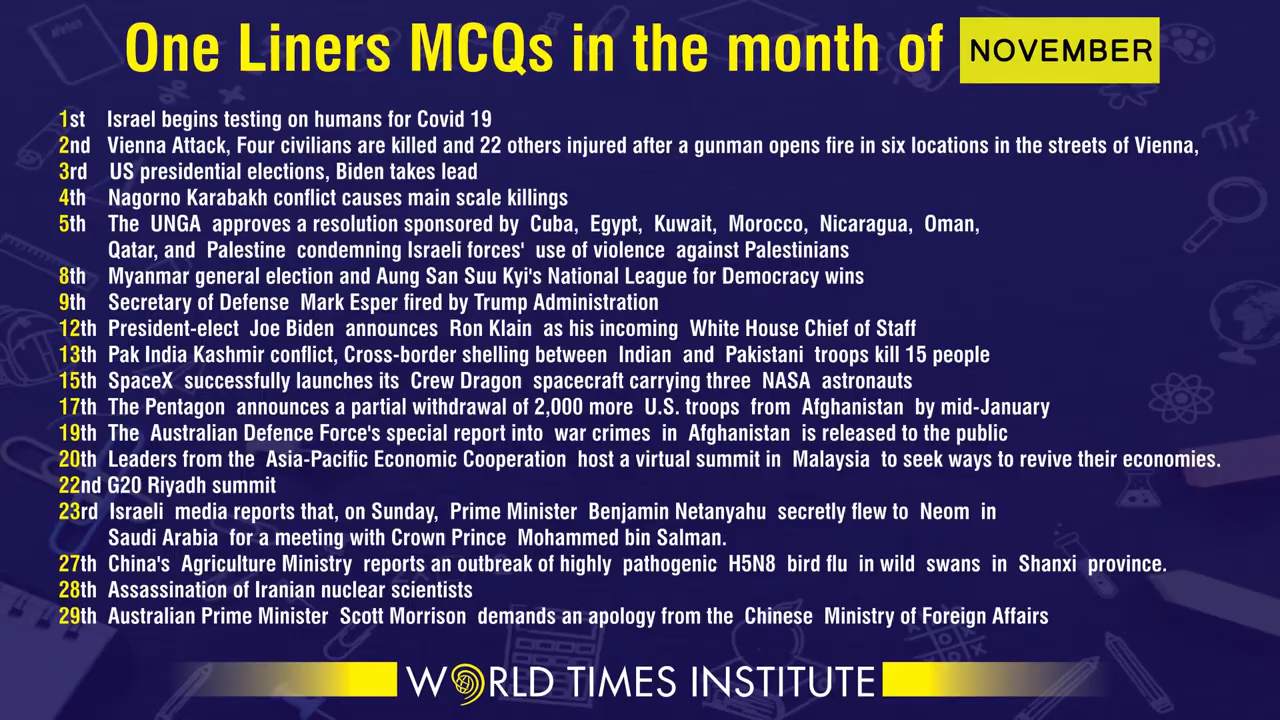 One Liners MCQs in the month of NOVEMBER
1st Israel begins testing on humans for Covid 19
2nd Vienna Attack, Four civilians are killed and 22 others injured after a gunman opens fire in six locations in the streets of Vienna,
3rd US presidential elections, Biden takes lead
4th Nagorno Karabakh conflict causes main scale killings
5th The UNGA approves a resolution sponsored by Cuba, Egypt, Kuwait, Morocco, Nicaragua, Oman,
Qatar, and Palestine condemning Israeli forces' use of violence against Palestinians
8th Myanmar general election and Aung San Suu Kyi's National League for Democracy wins
9th Secretary of Defense Mark Esper fired by Trump Administration
12th President-elect Joe Biden announces Ron Klain as his incoming White House Chief of Staff
13th Pak India Kashmir conflict, Cross-border shelling between Indian and Pakistani troops kill 15 people
15th SpaceX successfully launches its Crew Dragon spacecraft carrying three NASA astronauts
17th The Pentagon announces a partial withdrawal of 2,000 more U.S. troops from Afghanistan by mid-January
19th The Australian Defence Force's special report into war crimes in Afghanistan is released to the public
20th Leaders from the Asia-Pacific Economic Cooperation host a virtual summit in Malaysia to seek ways to revive their economies.
22nd G20 Riyadh summit
23rd Israeli media reports that, on Sunday, Prime Minister Benjamin Netanyahu secretly flew to Neom in
Saudi Arabia for a meeting with Crown Prince Mohammed bin Salman.
27th China's Agriculture Ministry reports an outbreak of highly pathogenic H5N8 bird flu in wild swans in Shanxi province.
28th Assassination of Iranian nuclear scientists
29th Australian Prime Minister Scott Morrison demands an apology from the Chinese Ministry of Foreign Affairs
WORLD TIMES INSTITUTE